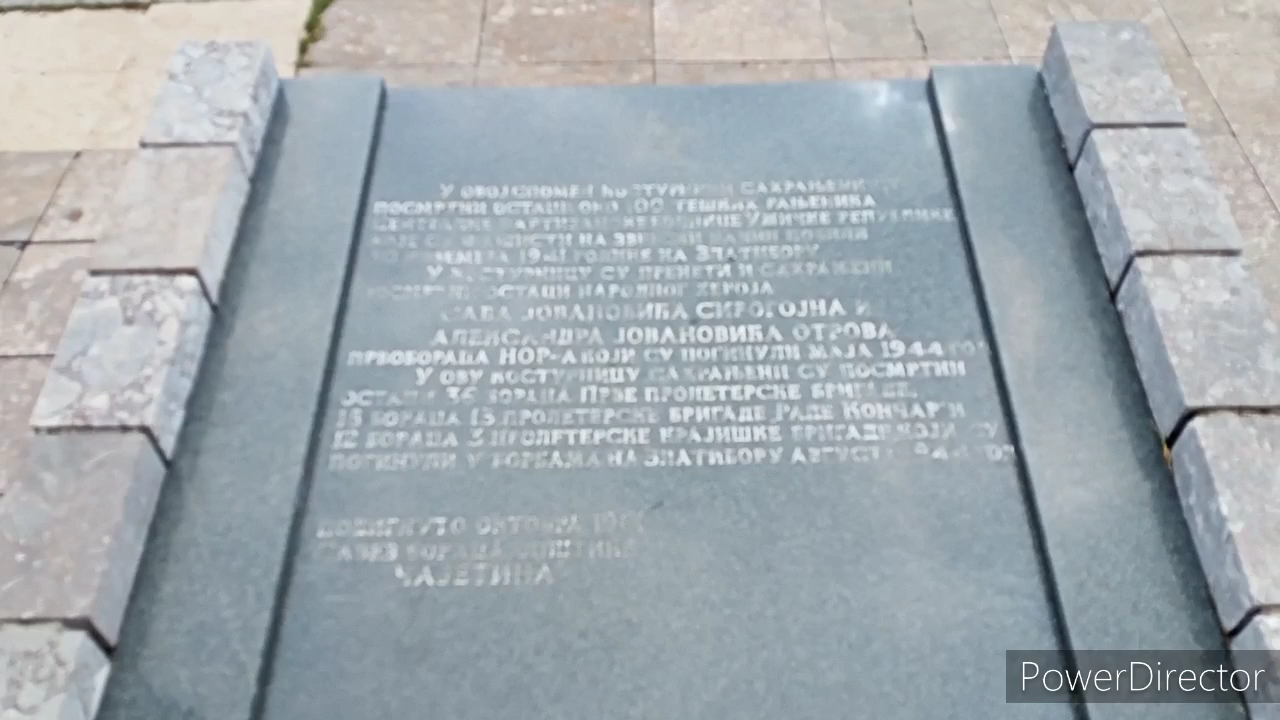 У ОВОЈ СПОМЕН КОСТУРНИЦИ САХРАЊЕНИ
ПОСМРТНИ ОСТАЦИ ОКО 100 ТЕШКИХ РАЊЕНИКА
ЦЕНТРАЛНЕ ПАРТИЗАНСКЕ БОЛНИЦЕ УЖИЧКЕ РЕПУБЛИКЕ
КОЈЕ СУ ФАШИСТИ НА ЗВЕРСКИ НАЧИН ПОБИЛИ
НОВЕМБРА 1941 ГОДИНЕ НА ЗЛАТИБОРУ
У КОСТУРНИЦУ СУ ПРЕНЕТИ И САХРАЊЕНИ
ПОСМРТНИ ОСТАЦИ НАРОДНОГ ХЕРОЈА
САВА ЈОВАНОВИЋА СИРОГОЈНА И
АЛЕКСАНДРА ЈОВАНОВИЋА ОТРОВА
ПРВОБОРАЦА НОР-А КОЈИ СУ ПОГИНУЛИ МАЈА 1944
У ОВУ КОСТУРНИЦУ САХРАЊЕНИ СУ ПОСМРТНИ
ОСТАЦИ 36 БОРАЦА ПРВЕ ПРОЛЕТЕРСКЕ БРИГАДЕ,
13 ПРОЛЕТЕРСКЕ БРИГАДЕ РАДЕ КОНЧАР И
12 БОРАЦА 3 ПРОЛЕТЕРСКЕ КРАЈИШКЕ БРИГАДЕ КОЈИ СУ
ПОГИНУЛИ У БОРБАМА НА ЗЛАТИБОРУ АВГУСТА
ПОДИГНУТО ОКТОБРА
САВЕЗ БОРАЦА ОПШТИНЕ
ЧАЈЕТИНА
PowerDirector